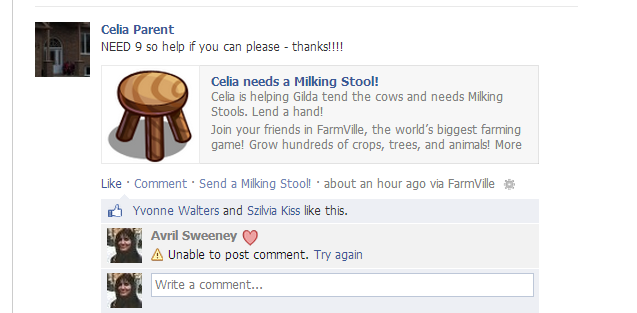 Celia Parent
NEED 9 so help if you can please - thanks!!!!
Celia needs a Milking Stool!
Celia is helping Gilda tend the cows and needs Milking
Stools. Lend a hand!
Join your friends in FarmVille, the world's biggest farming
game! Grow hundreds of crops, trees, and animals! More
Like · Comment · Send a Milking Stool! · about an hour ago via FarmVille
Yvonne Walters and Szilvia Kiss like this.
Avril Sweeney
Unable to post comment. Try again
Write a comment...